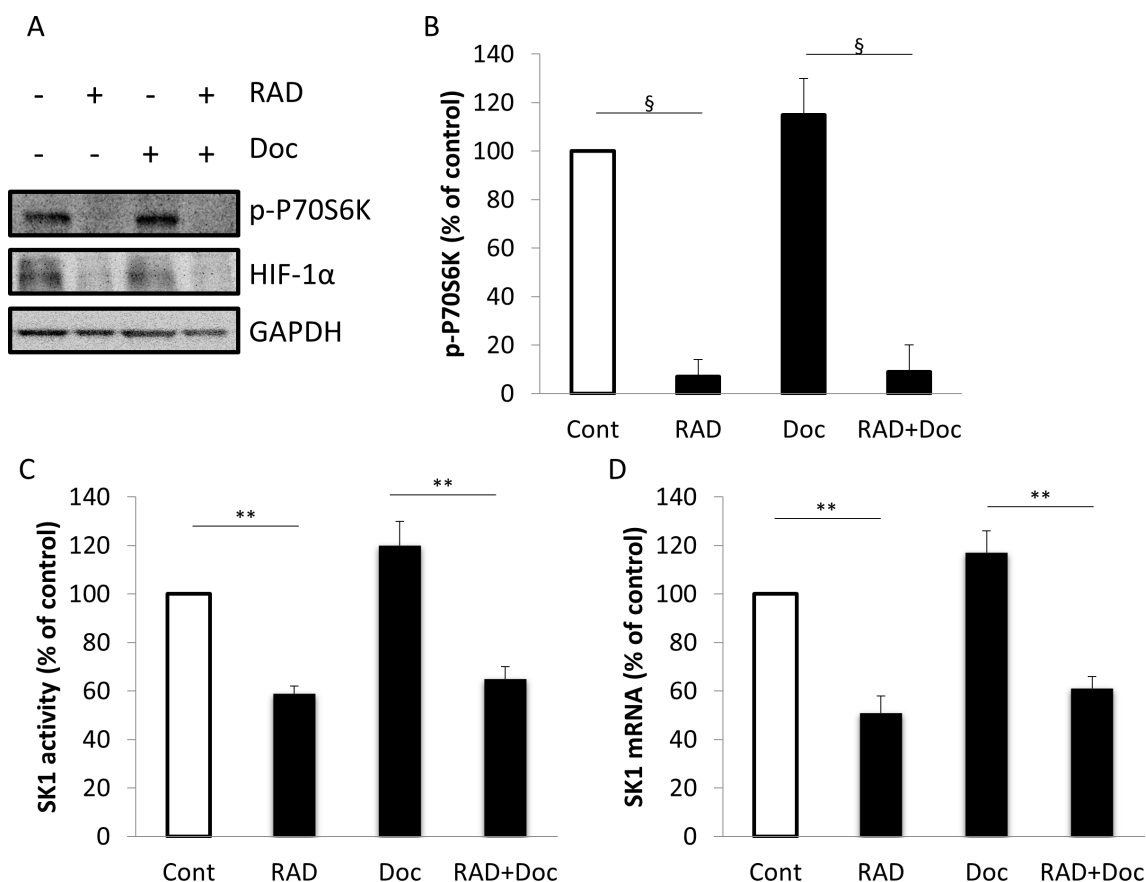 A
- + - + RAD
- - + + Doc
p-P70S6K
HIF-1α
GAPDH
B
p-P70S6K (% of control)
140
120
100
80
60
40
20
0
§
§
Cont RAD Doc RAD+Doc
C
SK1 activity (% of control)
140
120
100
80
60
40
20
0
**
**
Cont RAD Doc RAD+Doc
D
SK1 mRNA (% of control)
140
120
100
80
60
40
20
0
**
**
Cont RAD Doc RAD+Doc